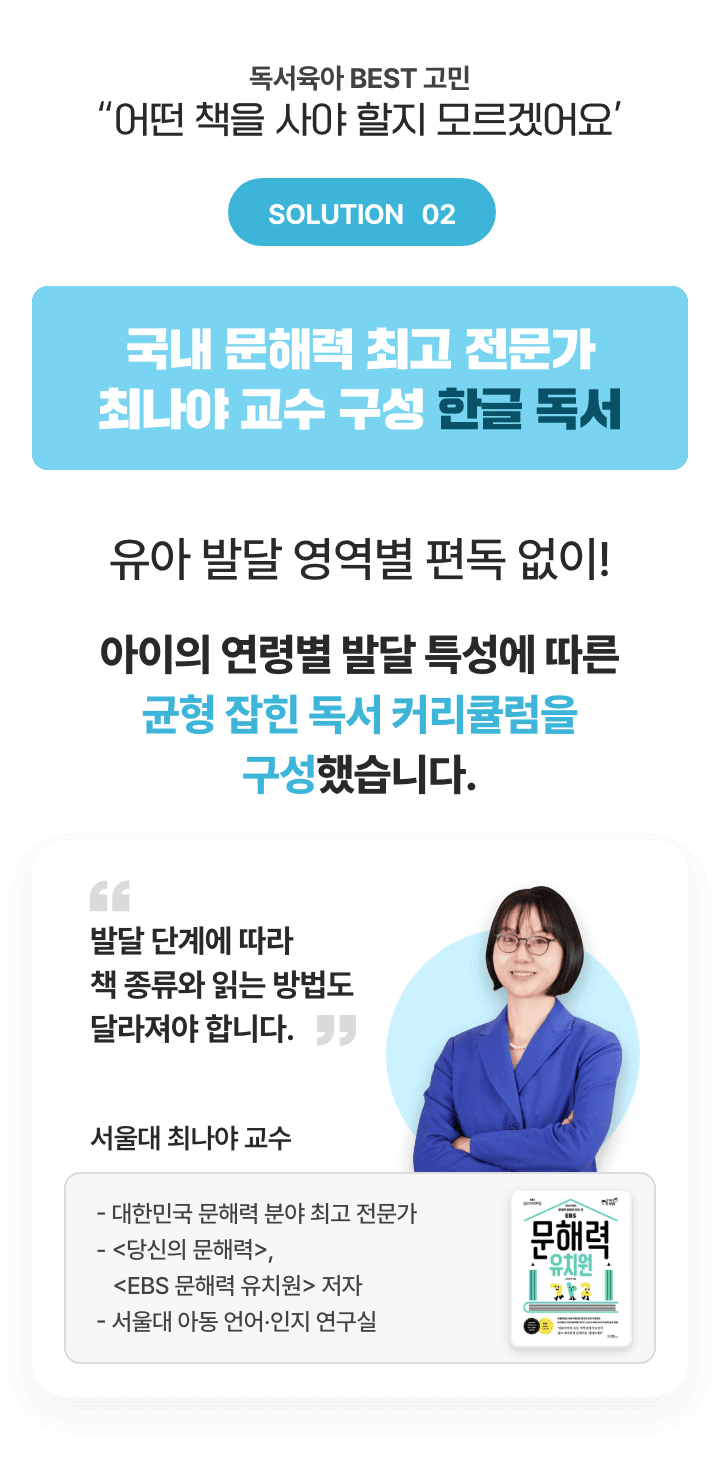 독서육아 BEST 고민
“어떤 책을 사야 할지 모르겠어요’
SOLUTION 02
국내 문해력 최고 전문가
최나야 교수 구성 한글 독서
유아 발달 영역별 편독 없이!
아이의 연령별 발달 특성에 따른
균형 잡힌 독서 커리큘럼을
구성했습니다.
“
발달 단계에 따라
책 종류와 읽는 방법도
달라져야 합니다. ”
서울대 최나야 교수
- 대한민국 문해력 분야 최고 전문가
- <당신의 문해력>,
<EBS 문해력 유치원> 저자
- 서울대 아동 언어·인지 연구실
EBS
문해력
유치원